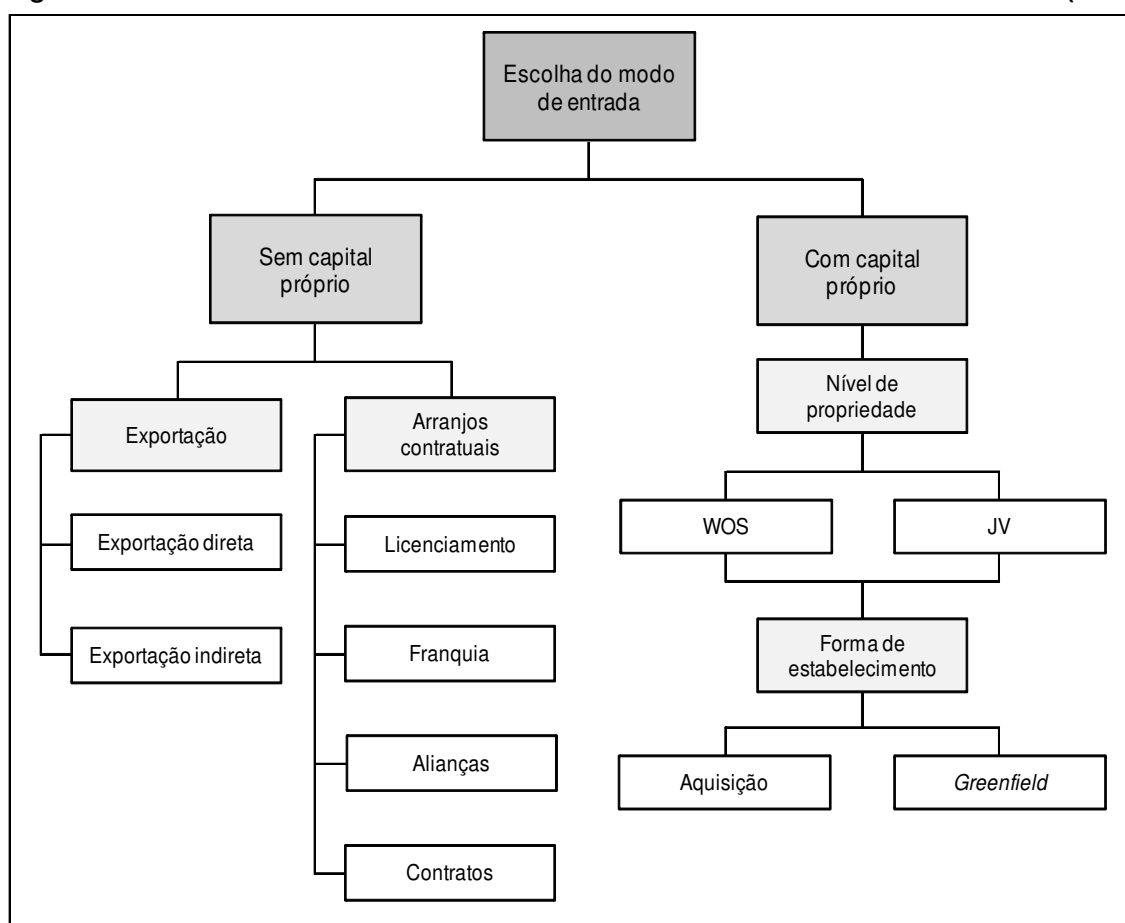 Escolha do modo
de entrada
Sem capital
próprio
Com capital
próprio
Exportação
Arranjos
contratuais
Nível de
propriedade
Exportação direta
Licenciamento
WOS
JV
Exportação indireta
Franquia
Forma de
estabelecimento
Alianças
Aquisição
Greenfield
Contratos